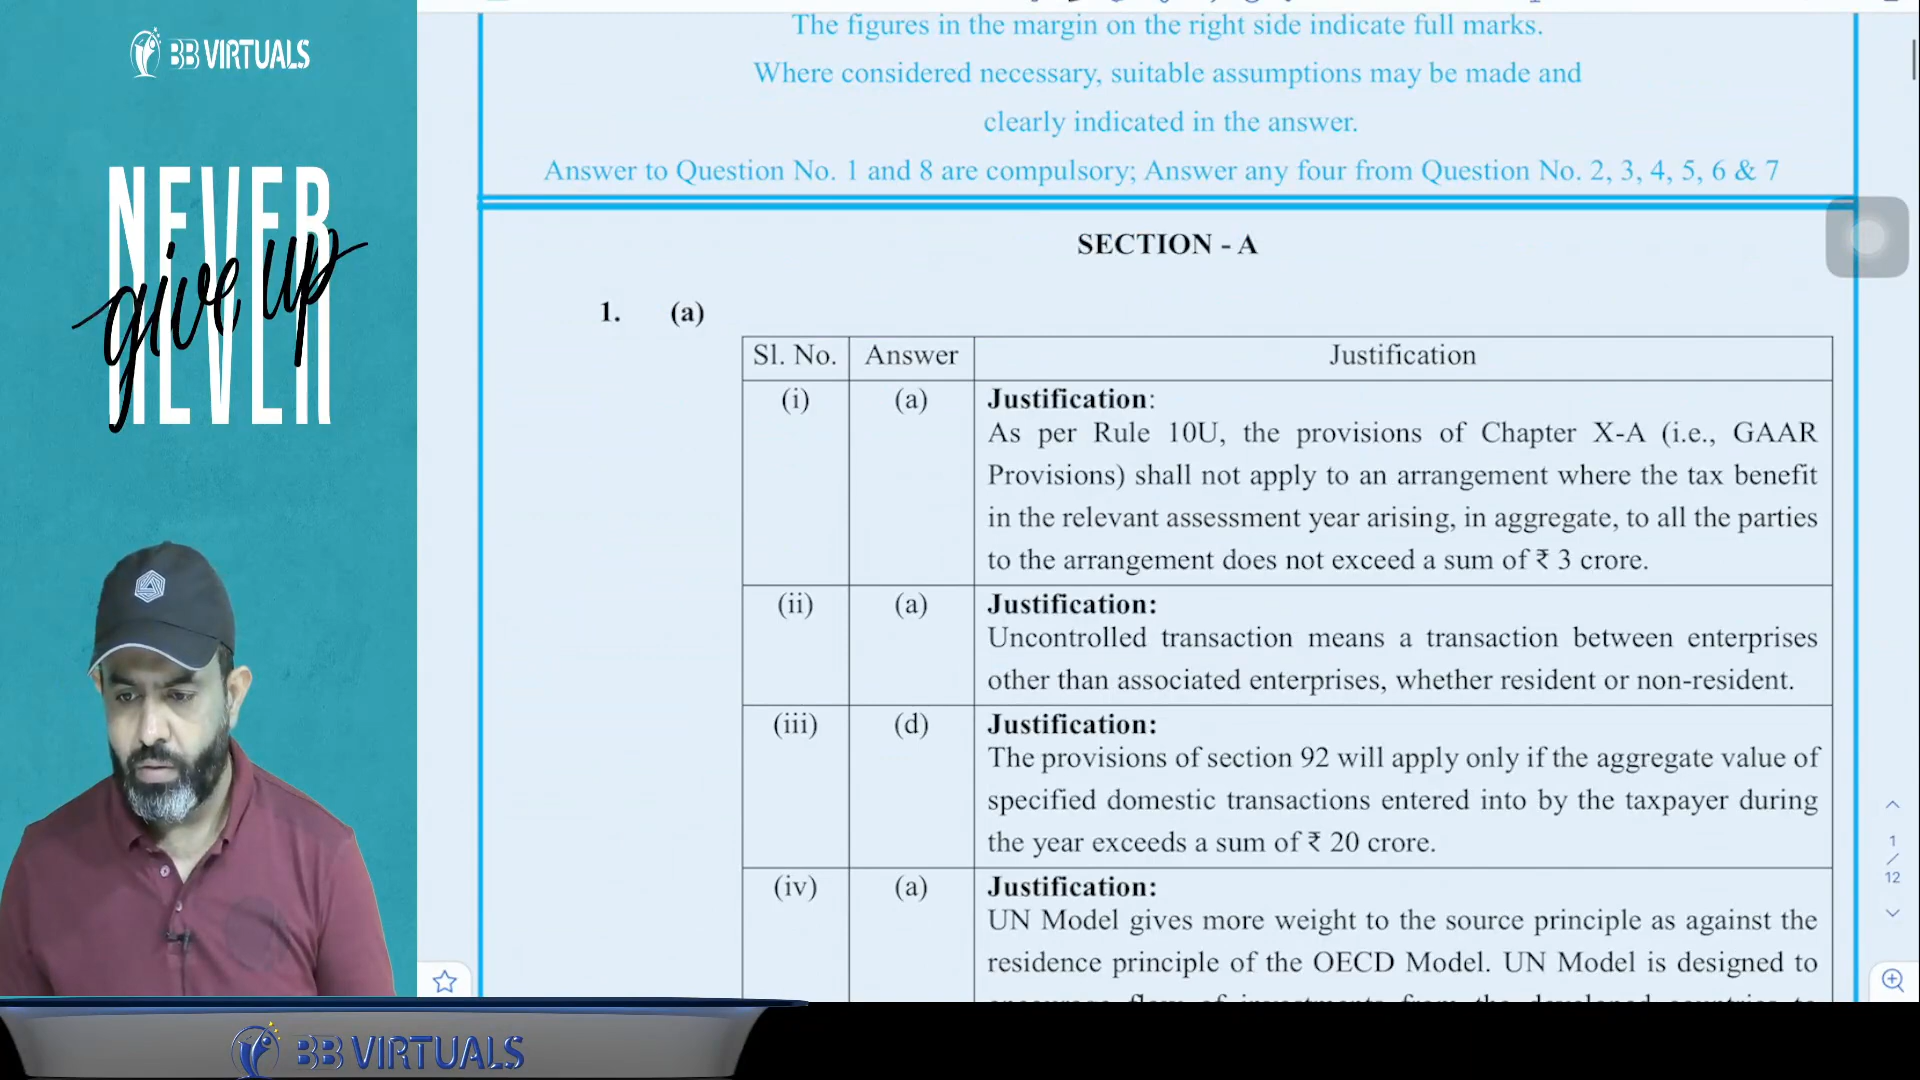 BB VIRTUALS
NEVER
give up
NEVER
The figures in the margin on the right side indicate full marks.
Where considered necessary, suitable assumptions may be made and
clearly indicated in the answer.
Answer to Question No. 1 and 8 are compulsory; Answer any four from Question No. 2, 3, 4, 5, 6 & 7
SECTION - A
1. (a)
Sl. No. Answer Justification
(i) (a) Justification:
As per Rule 10U, the provisions of Chapter X-A (i.e., GAAR
Provisions) shall not apply to an arrangement where the tax benefit
in the relevant assessment year arising, in aggregate, to all the parties
to the arrangement does not exceed a sum of ₹ 3 crore.
(ii) (a) Justification:
Uncontrolled transaction means a transaction between enterprises
other than associated enterprises, whether resident or non-resident.
(iii) (d) Justification:
The provisions of section 92 will apply only if the aggregate value of
specified domestic transactions entered into by the taxpayer during
the year exceeds a sum of ₹ 20 crore.
(iv) (a) Justification:
UN Model gives more weight to the source principle as against the
residence principle of the OECD Model. UN Model is designed to
1
/
12
BB VIRTUALS